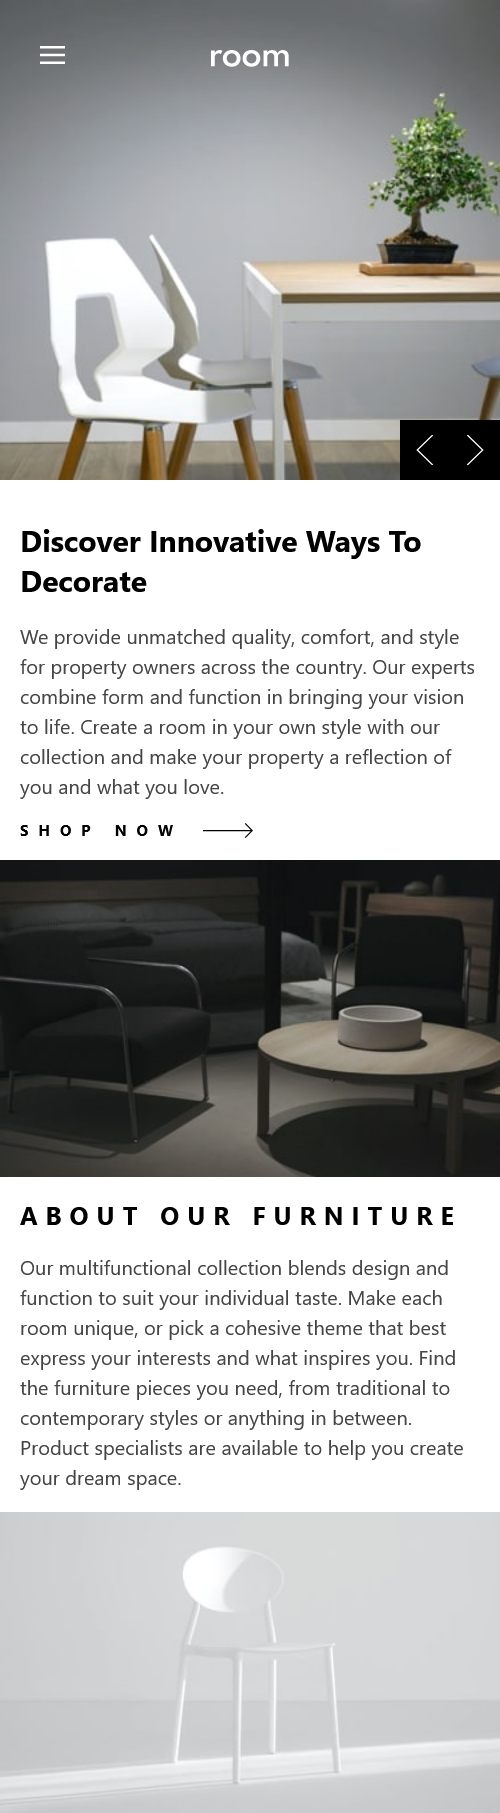 room
Discover Innovative Ways To
Decorate
We provide unmatched quality, comfort, and style
for property owners across the country. Our experts
combine form and function in bringing your vision
to life. Create a room in your own style with our
collection and make your property a reflection of
you and what you love.
SHOP NOW
ABOUT OUR FURNITURE
Our multifunctional collection blends design and
function to suit your individual taste. Make each
room unique, or pick a cohesive theme that best
express your interests and what inspires you. Find
the furniture pieces you need, from traditional to
contemporary styles or anything in between.
Product specialists are available to help you create
your dream space.